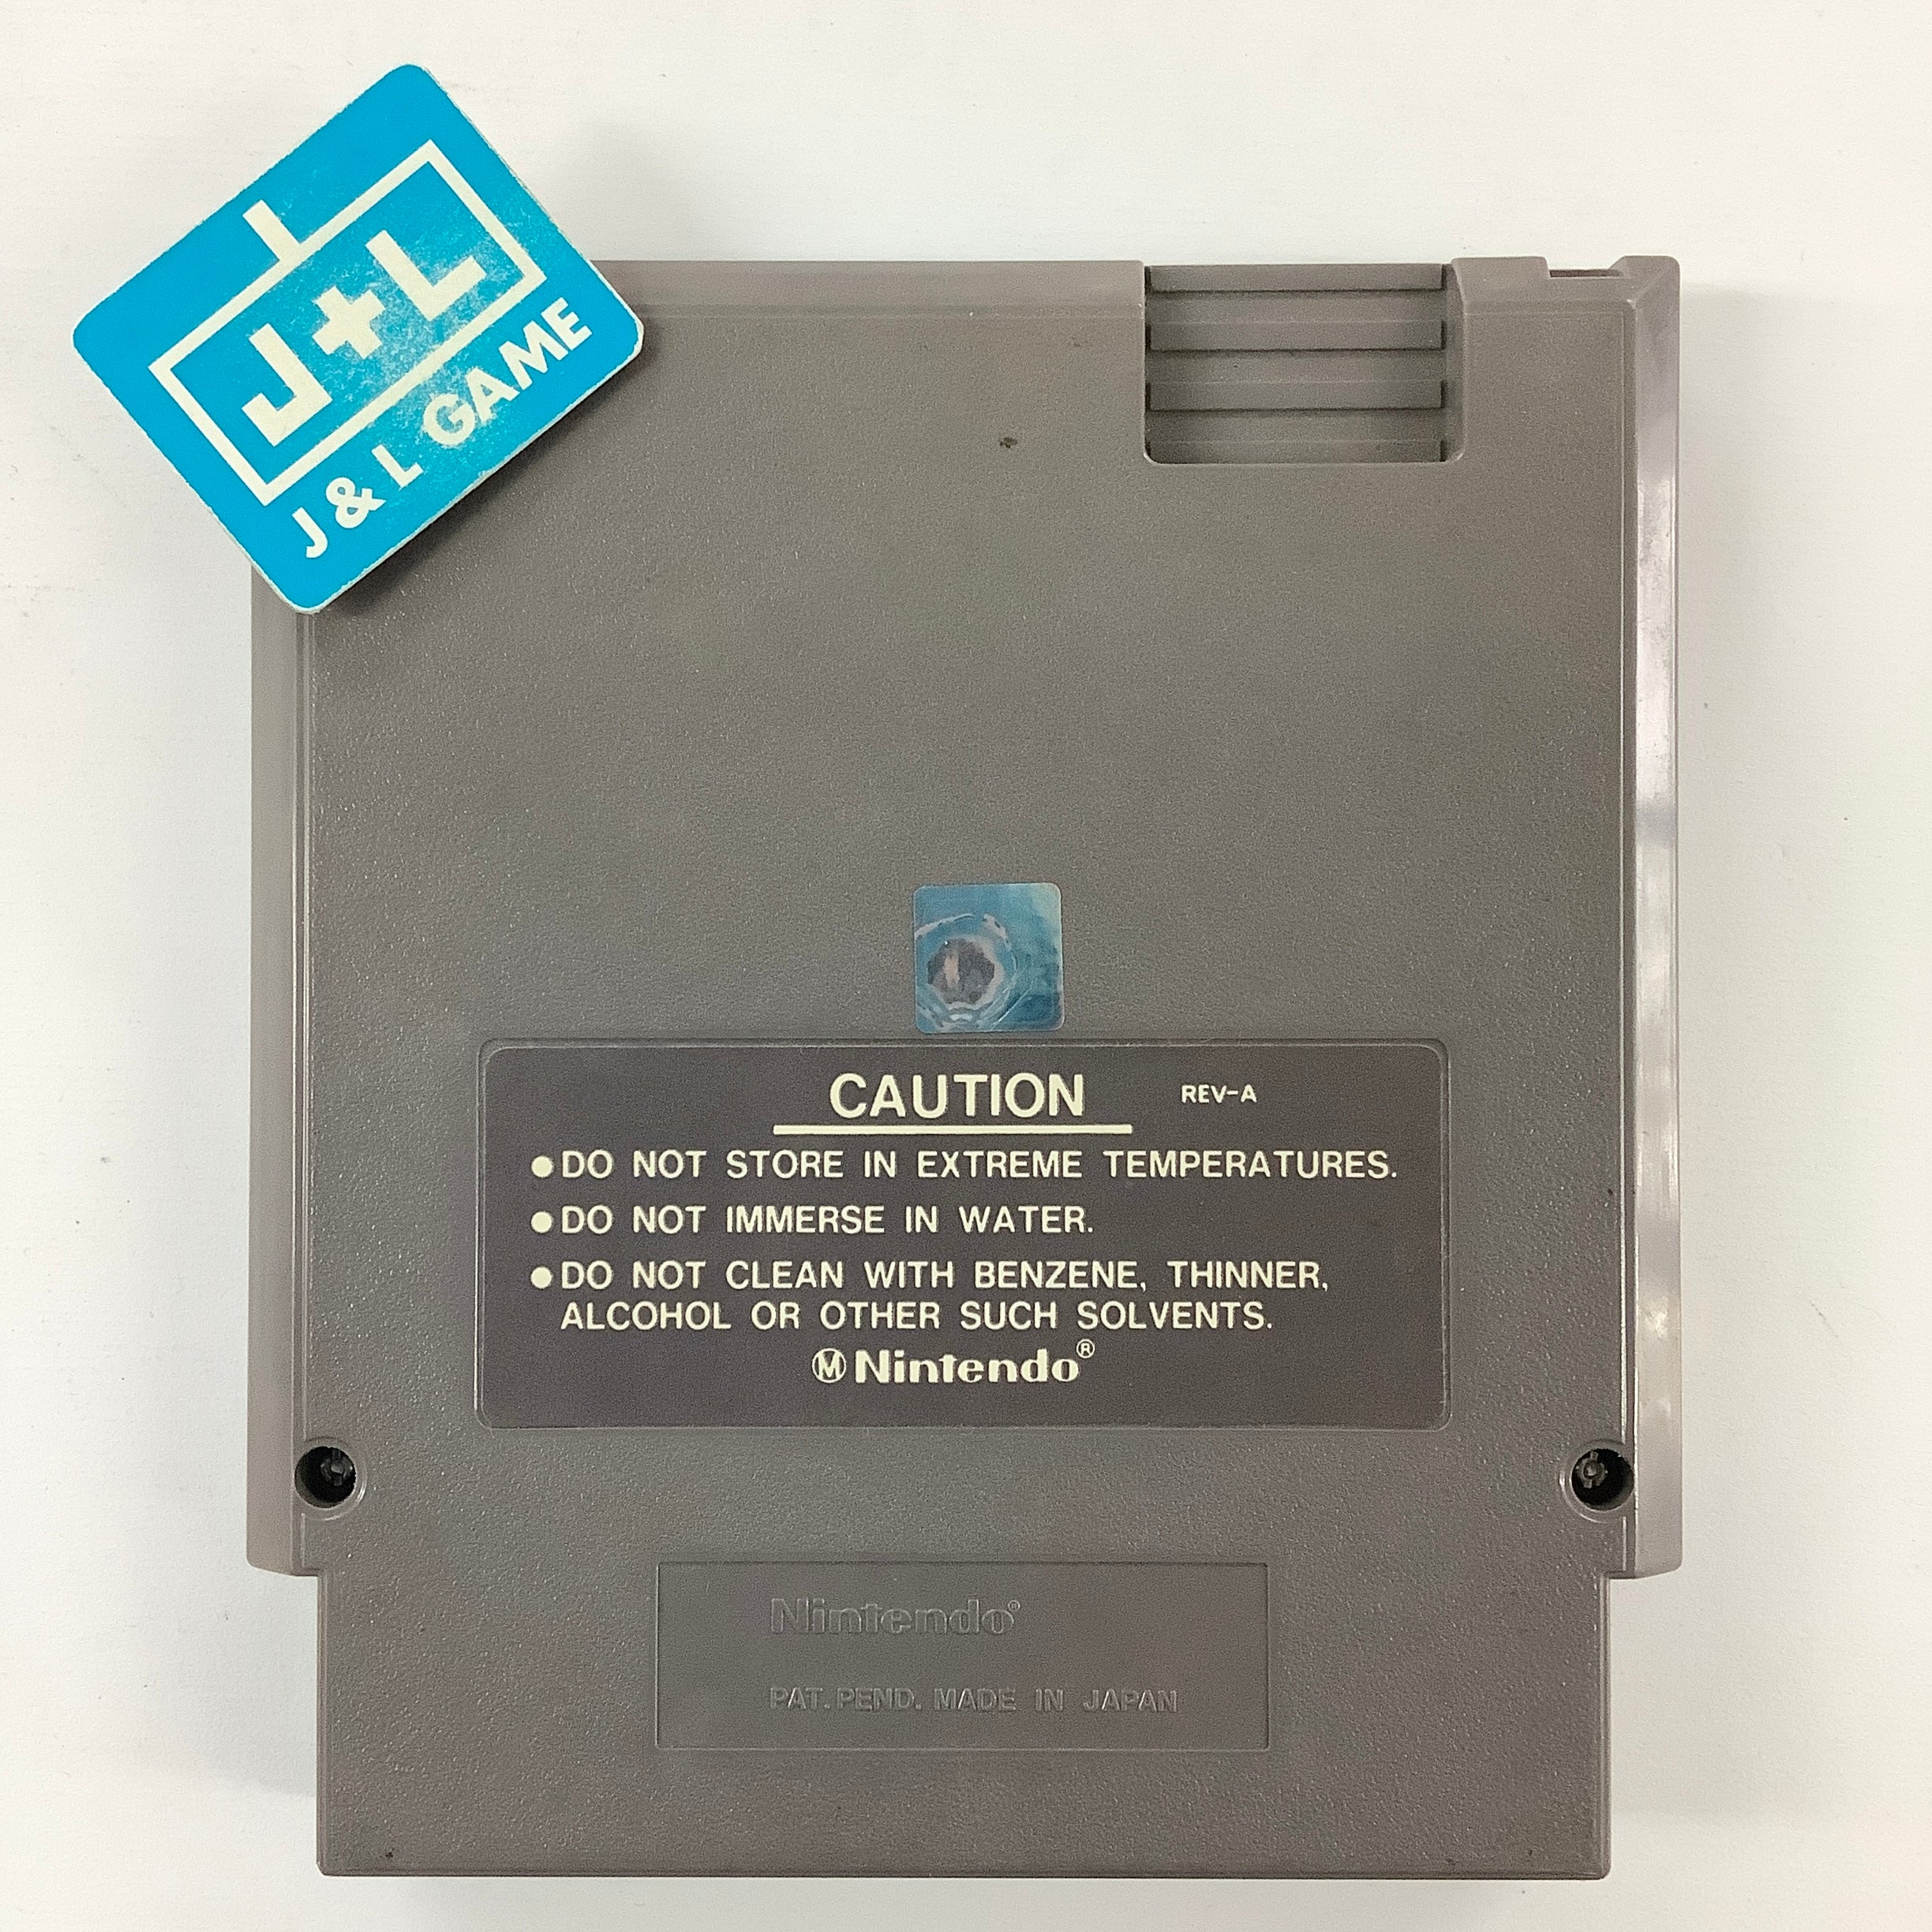 J+L
J & L GAME
CAUTION REV-A
●DO NOT STORE IN EXTREME TEMPERATURES.
●DO NOT IMMERSE IN WATER.
●DO NOT CLEAN WITH BENZENE, THINNER,
ALCOHOL OR OTHER SUCH SOLVENTS.
Ⓜ Nintendo®
Nintendo®
PAT. PEND. MADE IN JAPAN